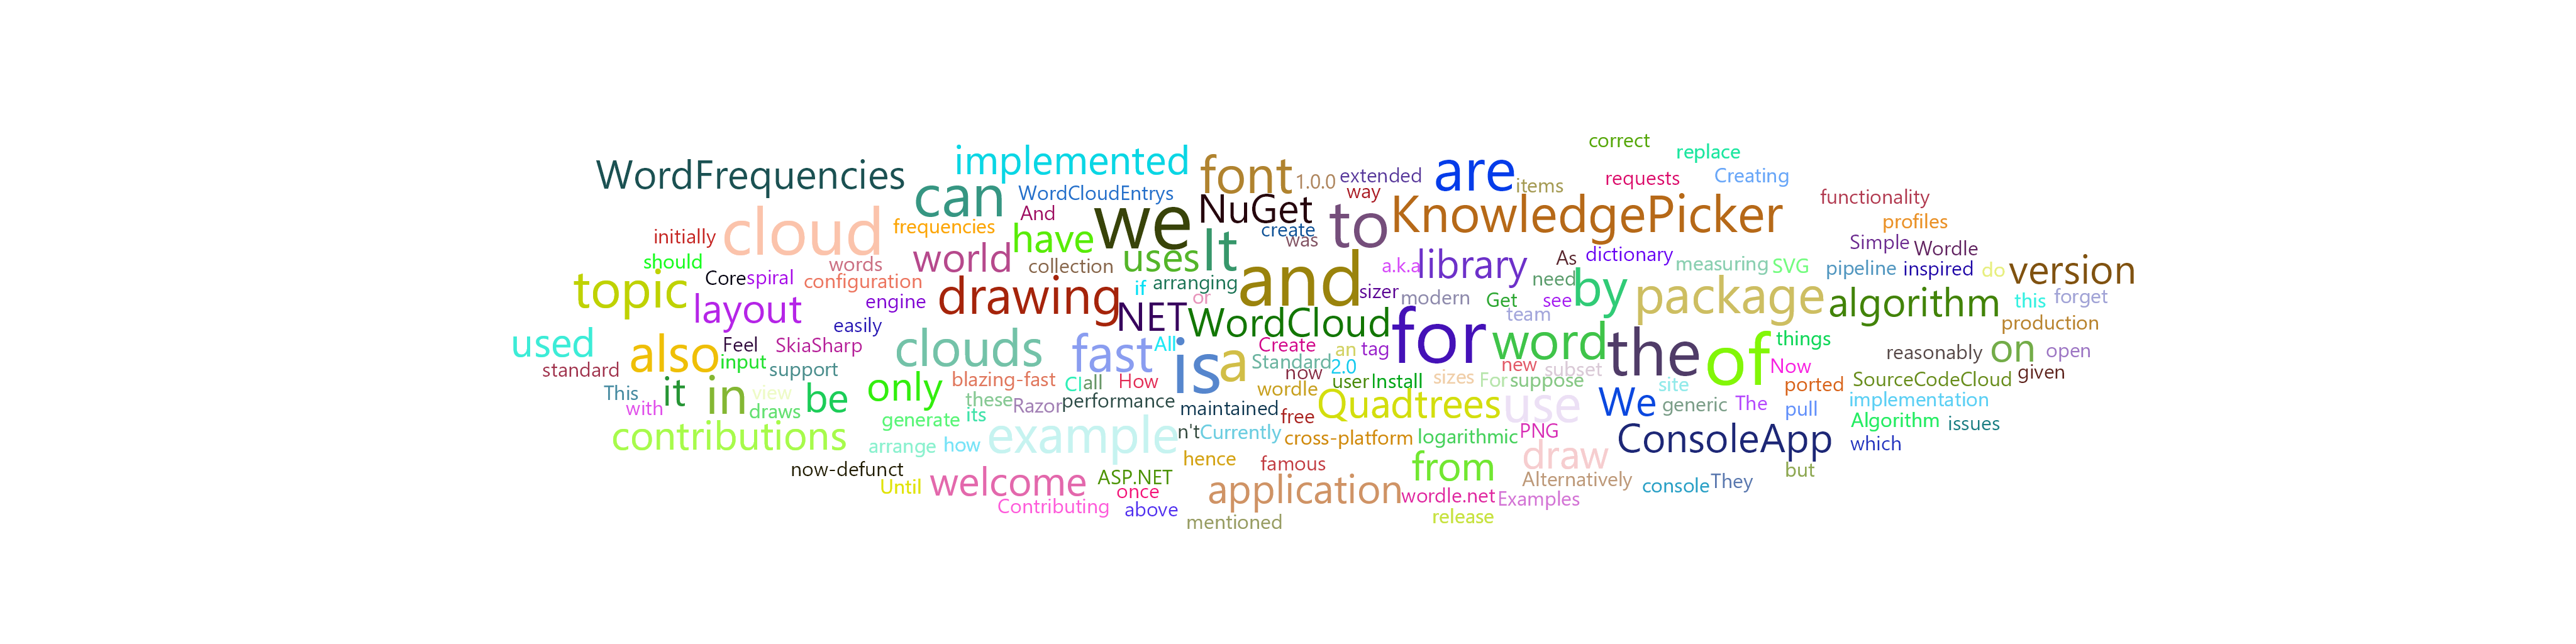 correct
replace
implemented
WordFrequencies
font
1.0.0
extended
are
items
requests
Creating
can
WordCloudEntrys
way
functionality
cloud
frequencies
And
we
NuGet
to
KnowledgePicker
profiles
initially
have
create
was
It
Simple
Wordle
should
words
world
collection
uses
and
a.k.a
library
As
dictionary
measuring
SVG
pipeline
inspired
do
version
Core
spiral
configuration
if
arranging
sizer
modern
need
topic
layout
engine
drawing
or
Get
see
by
package
algorithm
this
forget
easily
NET
WordCloud
for
team
word
production
used
also
Feel
SkiaSharp
clouds
fast
All
is
a
Create
an
tag
the
of
things
reasonably
on
open
standard
input
support
Standard
2.0
new
subset
Now
given
This
it
in
view
be
only
blazing-fast
CI
all
How
now
wordle
user
Install
sizes
For
suppose
site
ported
SourceCodeCloud
with
draws
these
its
Razor
performance
maintained
free
Quadtrees
use
We
generic
The
pull
implementation
contributions
generate
arrange
how
example
n't
Currently
cross-platform
logarithmic
PNG
ConsoleApp
Algorithm
issues
which
now-defunct
hence
famous
from
draw
but
Until
welcome
ASP.NET
once
application
wordle.net
Alternatively
console
They
Contributing
above
Examples
mentioned
release